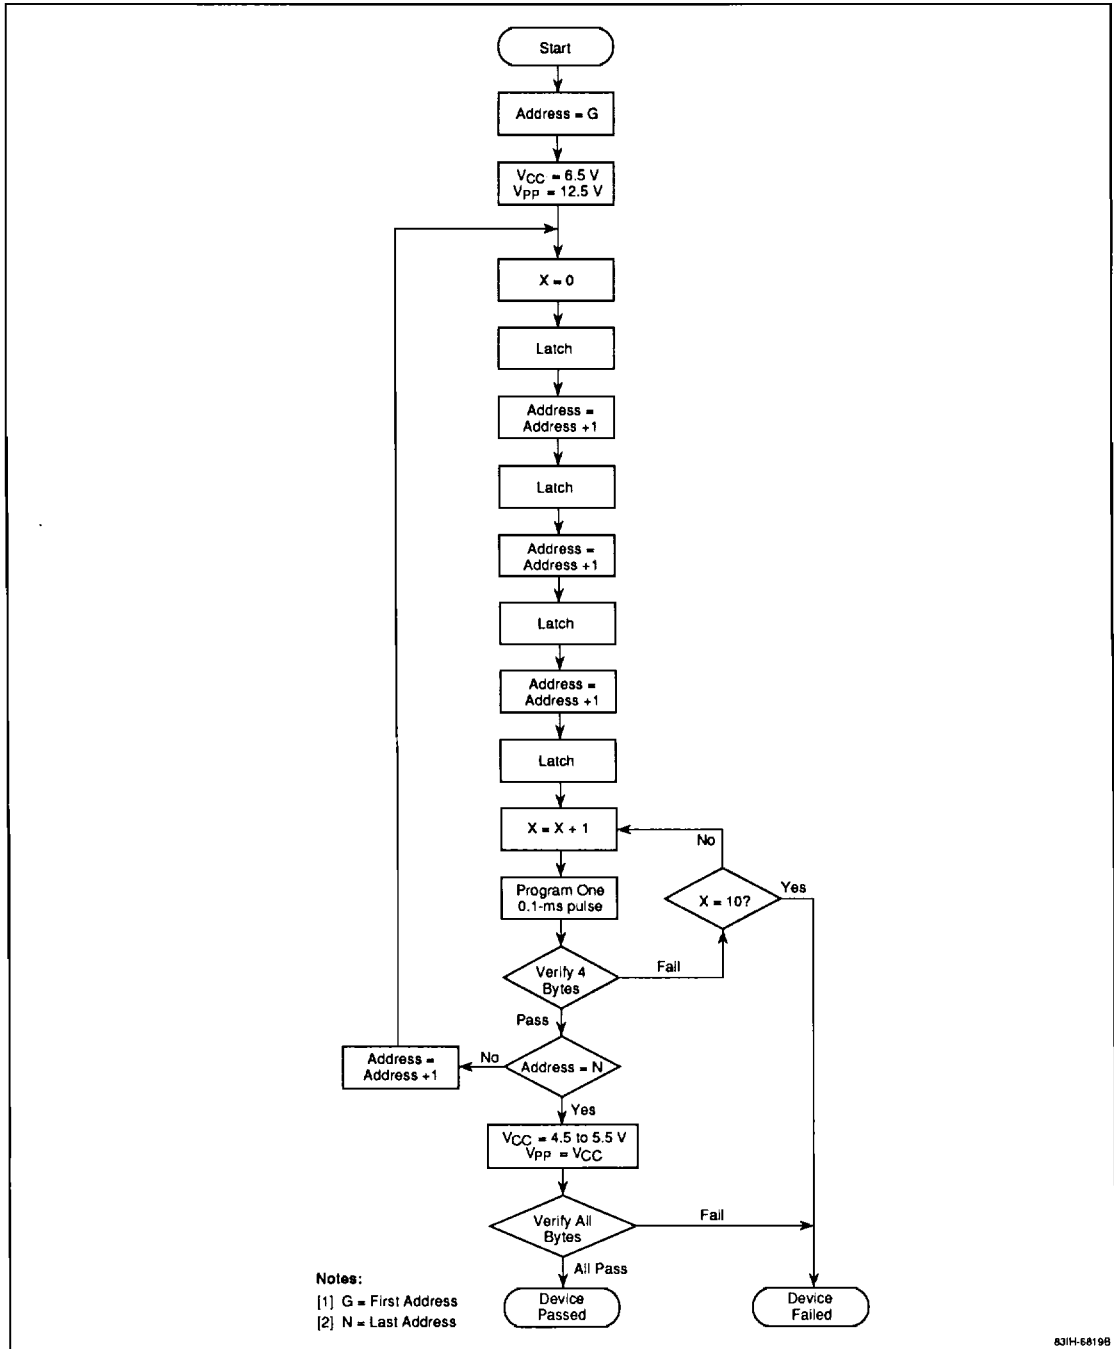 Start
Address = G
VCC = 6.5 V
VPP = 12.5 V
X = 0
Latch
Address =
Address +1
Latch
Address =
Address +1
Latch
Address =
Address +1
Latch
X = X + 1
No
Program One
0.1-ms pulse
X = 10?
Yes
Verify 4
Bytes
Fail
Pass
Address =
Address +1
No
Address = N
Yes
VCC = 4.5 to 5.5 V
VPP = VCC
Verify All
Bytes
Fail
All Pass
Device
Passed
Device
Failed
Notes:
[1] G = First Address
[2] N = Last Address
83IH-6819B